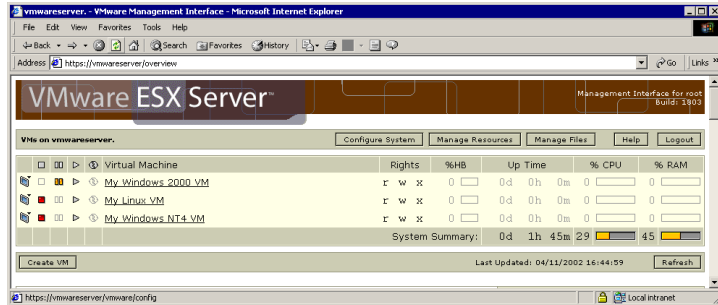 vmwareserver. - VMware Management Interface - Microsoft Internet Explorer
File Edit View Favorites Tools Help
Back Search Favorites History
Address https://vmwareserver/overview Go Links »
VMware ESX Server™
Management Interface for root
Build: 1803
VMs on vmwareserver. Configure System Manage Resources Manage Files Help Logout
Virtual Machine Rights %HB Up Time % CPU % RAM
My Windows 2000 VM r w x 0 0d 0h 0m 0 0
My Linux VM r w x 0 0d 0h 0m 0 0
My Windows NT4 VM r w x 0 0d 0h 0m 0 0
System Summary: 0d 1h 45m 29 45
Create VM Last Updated: 04/11/2002 16:44:59 Refresh
https://vmwareserver/vmware/config Local intranet